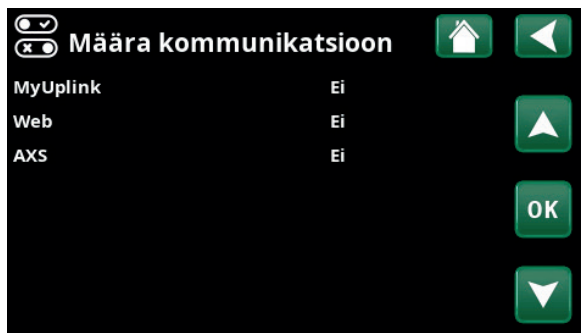 Määra kommunikatsioon
MyUplink Ei
Web Ei
AXS Ei
OK